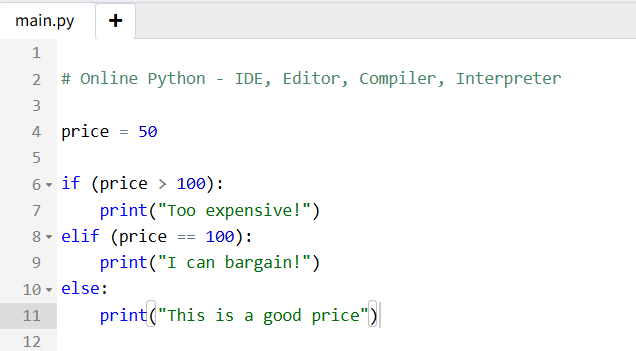 main.py +
1
2 # Online Python - IDE, Editor, Compiler, Interpreter
3
4 price = 50
5
6 if (price > 100):
7     print("Too expensive!")
8 elif (price == 100):
9     print("I can bargain!")
10 else:
11     print("This is a good price")
12